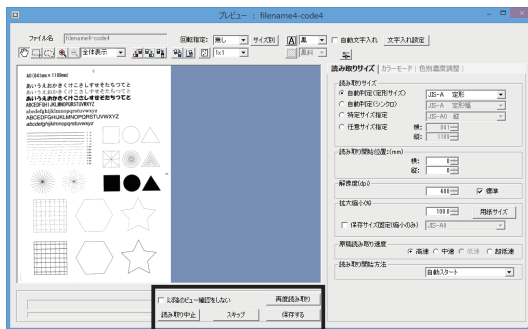 プレビュー : filename4-code4
ファイル名 filename4-code4
回転指定: 無し サイズ別 A 黒 自動文字入れ 文字入れ設定
全体表示 1x1 黒斜
A0(841mm×1189mm)
あいうえおかきくけこさしすせそたちつてと
あいうえおかきくけこさしすせそたちつてと
あいうえおかきくけこさしすせそたちつてと
ABCDEFGHIJKLMNOPQRSTUVWXYZ
abcdefghijklmnopqrstuvwxyz
ABCDEFGHIJKLMNOPQRSTUVWXYZ
abcdefghijklmnopqrstuvwxyz
読み取りサイズ カラーモード 色別濃度調整
読み取りサイズ
自動判定(定形サイズ) JIS-A 定形
自動判定(シンクロ) JIS-A 定形幅
特定サイズ指定 JIS-A0 縦
任意サイズ指定 横: 841
縦: 1189
読み取り開始位置:(mm)
横: 0
縦: 0
解像度(dpi)
400 標準
拡大縮小(%)
100.0 用紙サイズ
保存サイズ固定(縮小のみ) JIS-A0
原稿読み取り速度
高速 中速 低速 超低速
読み取り開始方法
自動スタート
以降のビュー確認をしない 再度読み取り
読み取り中止 スキップ 保存する